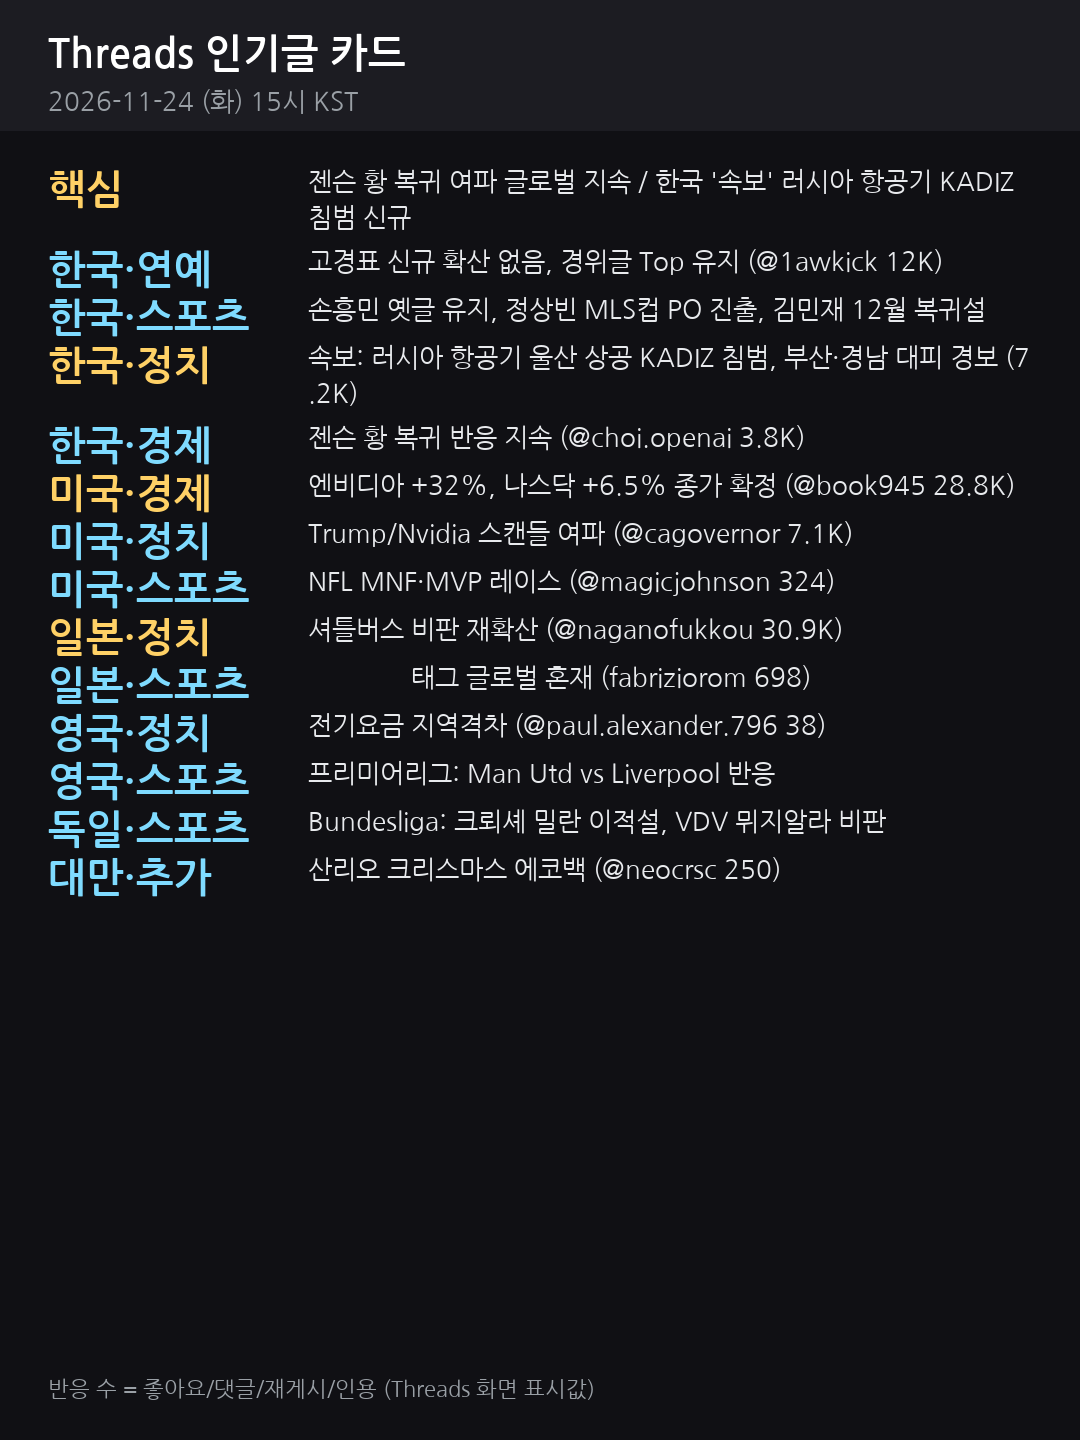 Threads 인기글 카드
2026-11-24 (화) 15시 KST
핵심 젠슨 황 복귀 여파 글로벌 지속 / 한국 '속보' 러시아 항공기 KADIZ
침범 신규
한국·연예 고경표 신규 확산 없음, 경위글 Top 유지 (@1awkick 12K)
한국·스포츠 손흥민 옛글 유지, 정상빈 MLS컵 PO 진출, 김민재 12월 복귀설
한국·정치 속보: 러시아 항공기 울산 상공 KADIZ 침범, 부산·경남 대피 경보 (7
.2K)
한국·경제 젠슨 황 복귀 반응 지속 (@choi.openai 3.8K)
미국·경제 엔비디아 +32%, 나스닥 +6.5% 종가 확정 (@book945 28.8K)
미국·정치 Trump/Nvidia 스캔들 여파 (@cagovernor 7.1K)
미국·스포츠 NFL MNF·MVP 레이스 (@magicjohnson 324)
일본·정치 셔틀버스 비판 재확산 (@naganofukkou 30.9K)
일본·스포츠 태그 글로벌 혼재 (fabriziorom 698)
영국·정치 전기요금 지역격차 (@paul.alexander.796 38)
영국·스포츠 프리미어리그: Man Utd vs Liverpool 반응
독일·스포츠 Bundesliga: 크뢰셰 밀란 이적설, VDV 뮈지알라 비판
대만·추가 산리오 크리스마스 에코백 (@neocrsc 250)
반응 수 = 좋아요/댓글/재게시/인용 (Threads 화면 표시값)